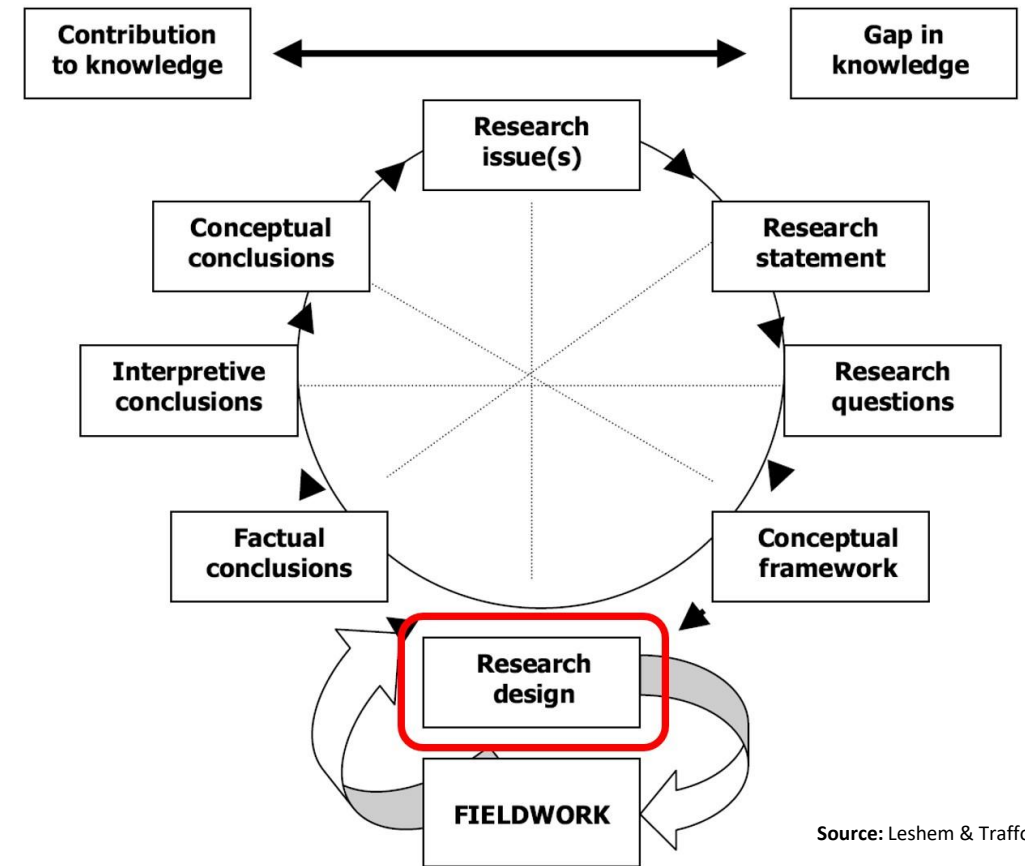 Contribution
to knowledge
Gap in
knowledge
Research
issue(s)
Conceptual
conclusions
Research
statement
Interpretive
conclusions
Research
questions
Factual
conclusions
Conceptual
framework
Research
design
FIELDWORK
Source: Leshem & Traffo